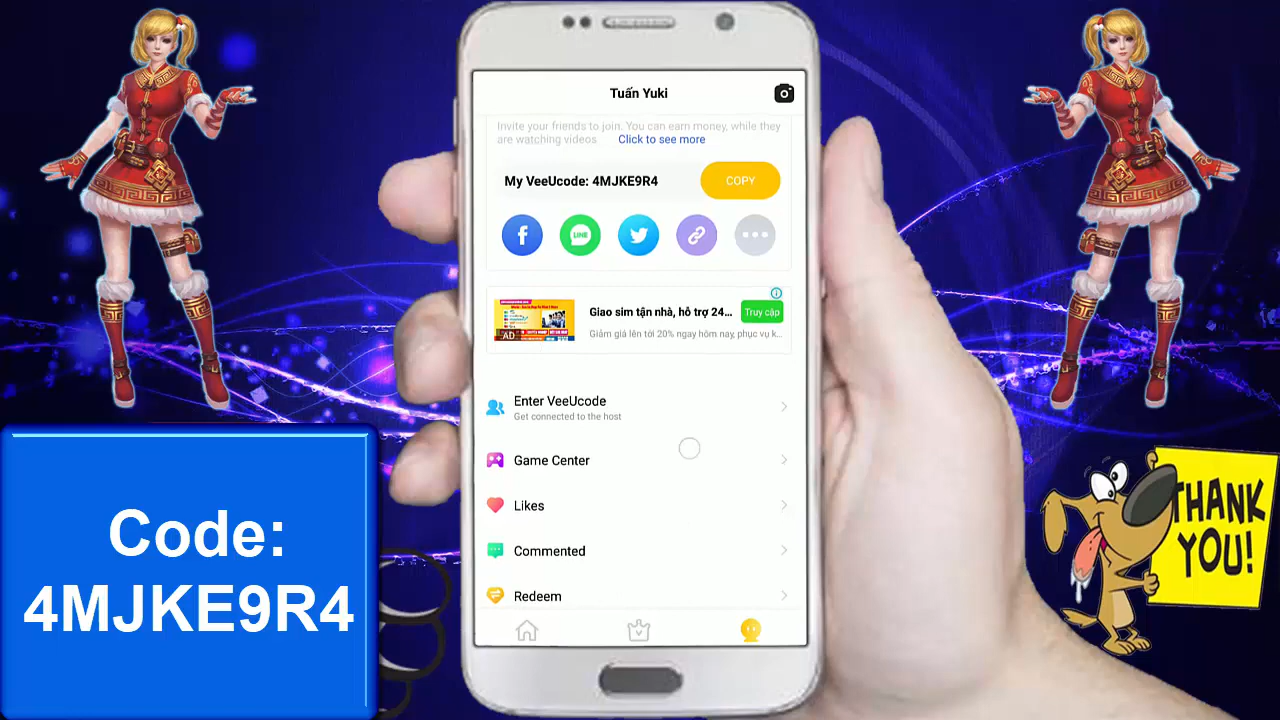 Tuấn Yuki
Invite your friends to join. You can earn money, while they
are watching videos Click to see more
My VeeUcode: 4MJKE9R4
COPY
LINE
Giao sim tận nhà, hỗ trợ 24...
Truy cập
AD
Giảm giá lên tới 20% ngay hôm nay, phục vụ k...
Enter VeeUcode
Get connected to the host
Game Center
Likes
Commented
Redeem
Code:
4MJKE9R4
THANK
YOU!